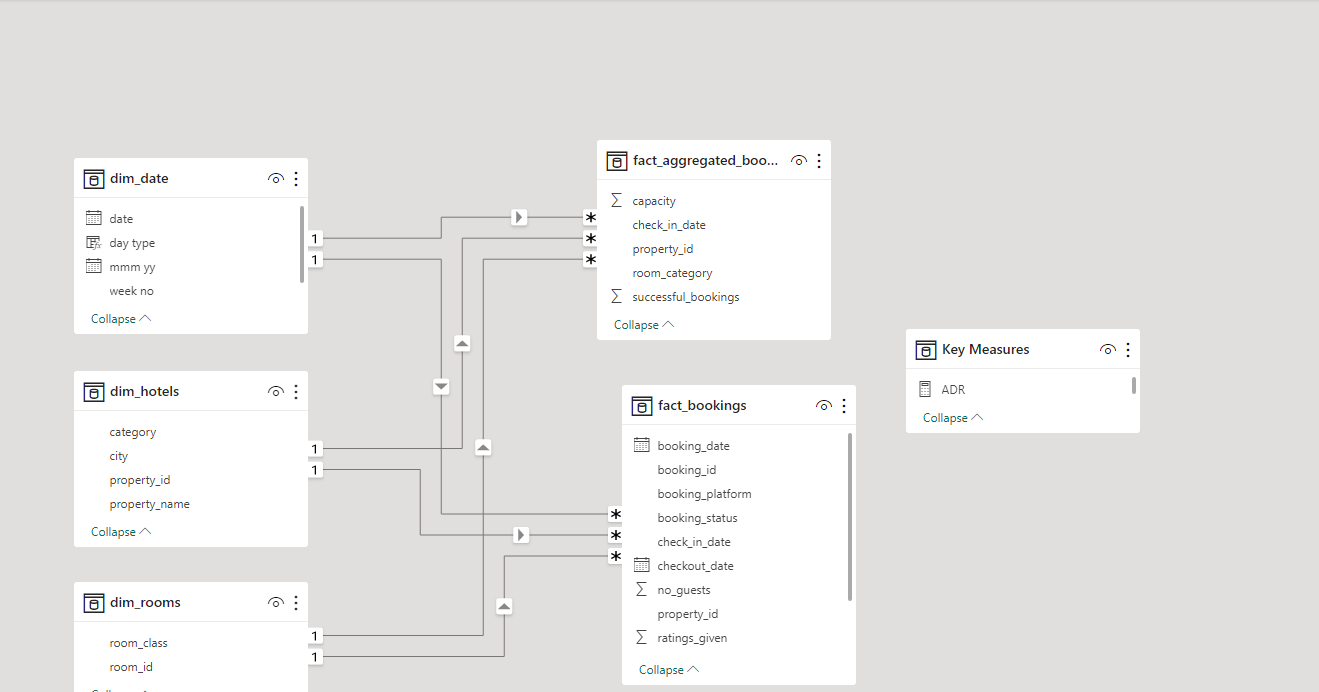 dim_date
date
day type
mmm yy
week no
Collapse
1
1
dim_hotels
category
city
property_id
property_name
Collapse
1
1
dim_rooms
room_class
room_id
1
1
fact_aggregated_boo...
Σ capacity
check_in_date
property_id
room_category
Σ successful_bookings
Collapse
*
*
*
fact_bookings
booking_date
booking_id
booking_platform
booking_status
check_in_date
checkout_date
Σ no_guests
property_id
Σ ratings_given
Collapse
*
*
*
Key Measures
ADR
Collapse